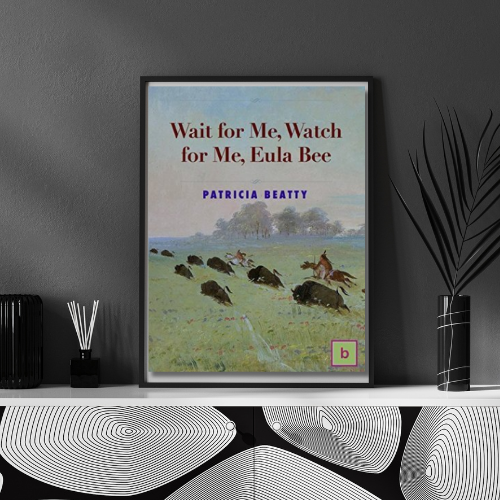 Wait for Me, Watch
for Me, Eula Bee
PATRICIA BEATTY
b